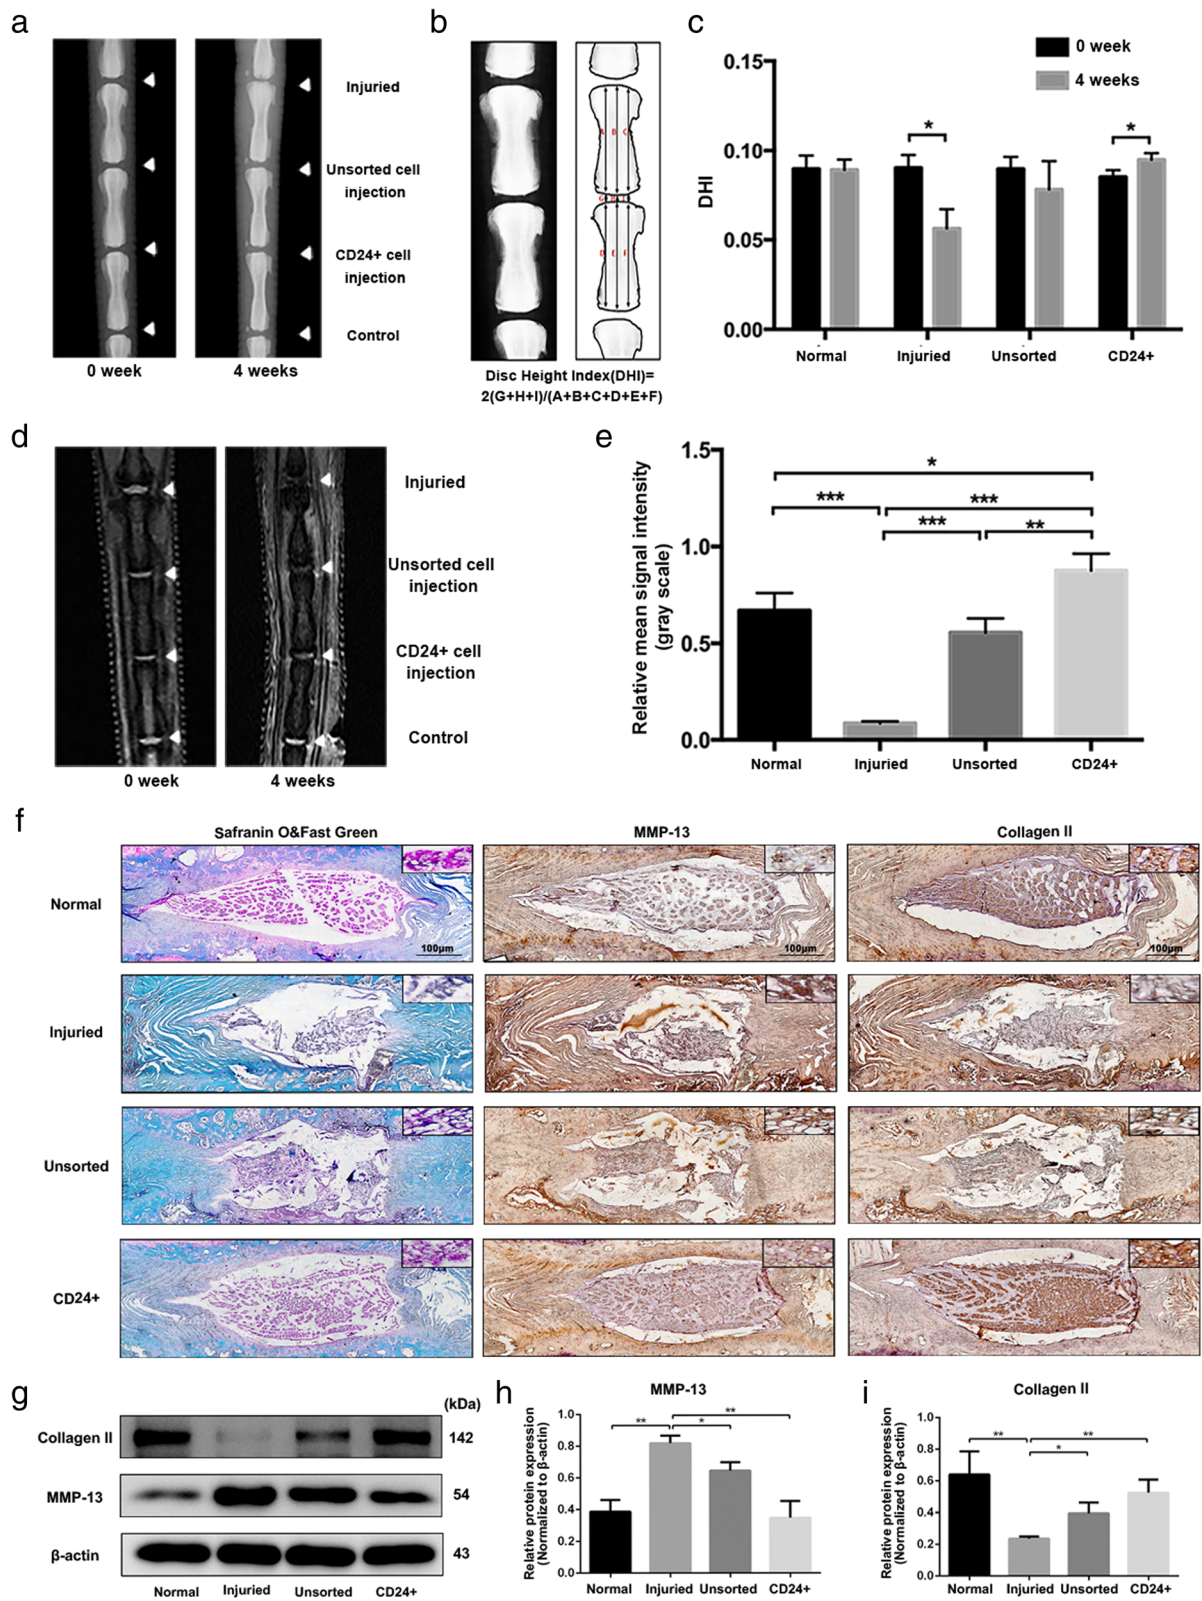 a
Injuried
Unsorted cell
injection
CD24+ cell
injection
Control
0 week
4 weeks
b
A B C
G H I
D E F
Disc Height Index(DHI)=
2(G+H+I)/(A+B+C+D+E+F)
c
0 week
4 weeks
DHI
0.15
0.10
0.05
0.00
*
*
Normal
Injuried
Unsorted
CD24+
d
Injuried
Unsorted cell
injection
CD24+ cell
injection
Control
0 week
4 weeks
e
Relative mean signal intensity
(gray scale)
1.5
1.0
0.5
0.0
*
***
***
***
**
Normal
Injuried
Unsorted
CD24+
f
Safranin O&Fast Green
MMP-13
Collagen II
Normal
100μm
100μm
100μm
Injuried
Unsorted
CD24+
g
(kDa)
Collagen II
142
MMP-13
54
β-actin
43
Normal
Injuried
Unsorted
CD24+
h
MMP-13
Relative protein expression
(Normalized to β-actin)
1.0
0.8
0.6
0.4
0.2
0.0
**
*
**
Normal
Injuried
Unsorted
CD24+
i
Collagen II
Relative protein expression
(Normalized to β-actin)
1.0
0.8
0.6
0.4
0.2
0.0
**
**
*
Normal
Injuried
Unsorted
CD24+